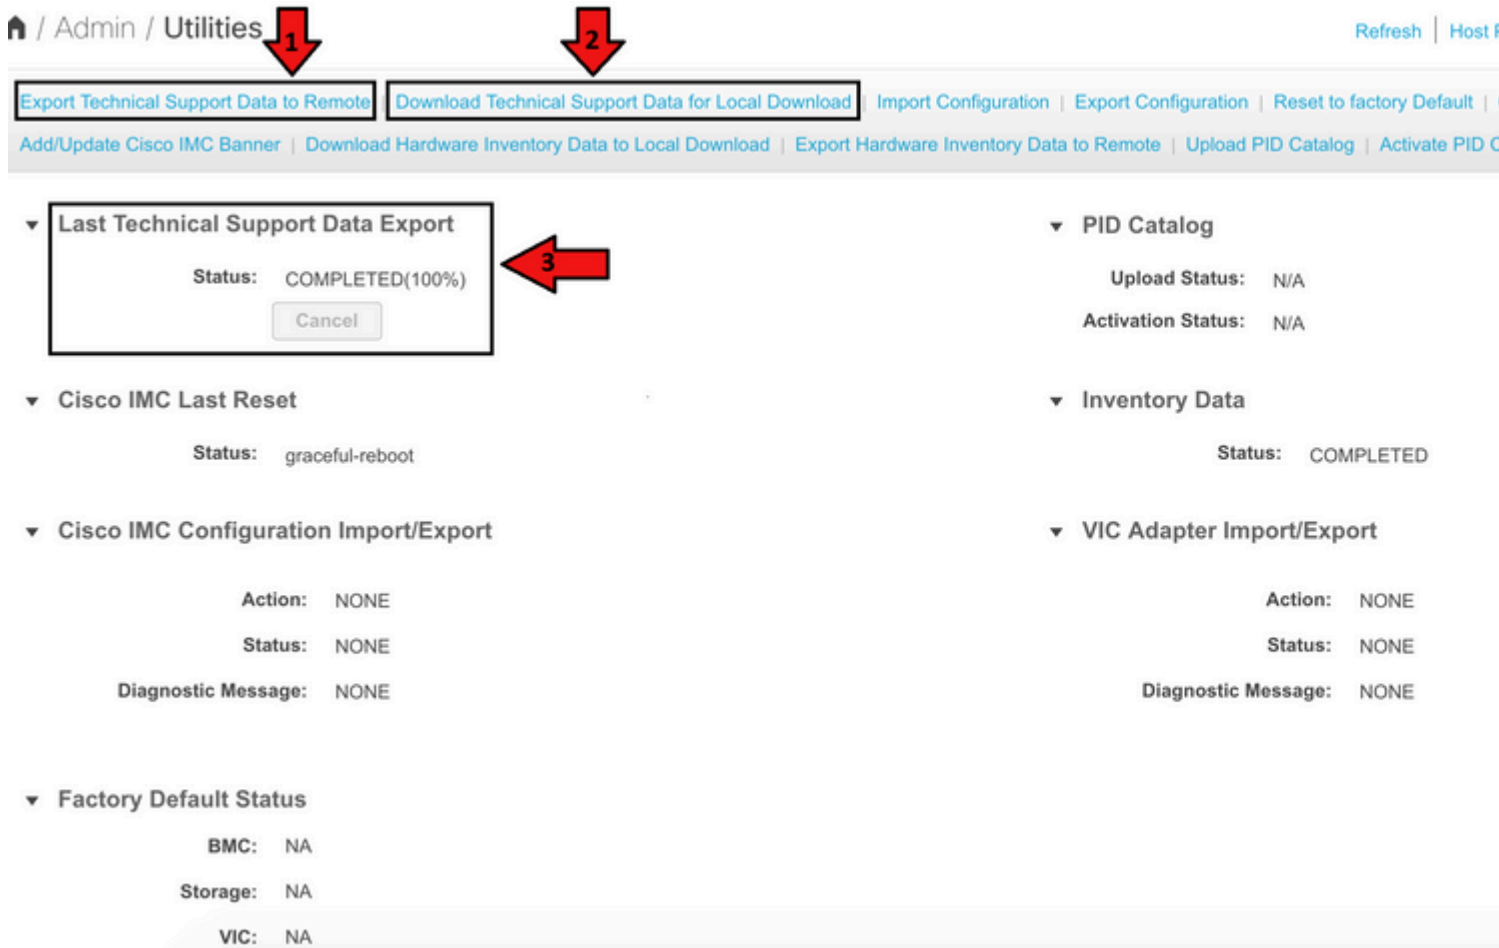 / Admin / Utilities
1
2
Refresh | Host
Export Technical Support Data to Remote | Download Technical Support Data for Local Download | Import Configuration | Export Configuration | Reset to factory Default |
Add/Update Cisco IMC Banner | Download Hardware Inventory Data to Local Download | Export Hardware Inventory Data to Remote | Upload PID Catalog | Activate PID
Last Technical Support Data Export
Status: COMPLETED(100%)
Cancel
3
PID Catalog
Upload Status: N/A
Activation Status: N/A
Cisco IMC Last Reset
Status: graceful-reboot
Inventory Data
Status: COMPLETED
Cisco IMC Configuration Import/Export
Action: NONE
Status: NONE
Diagnostic Message: NONE
VIC Adapter Import/Export
Action: NONE
Status: NONE
Diagnostic Message: NONE
Factory Default Status
BMC: NA
Storage: NA
VIC: NA